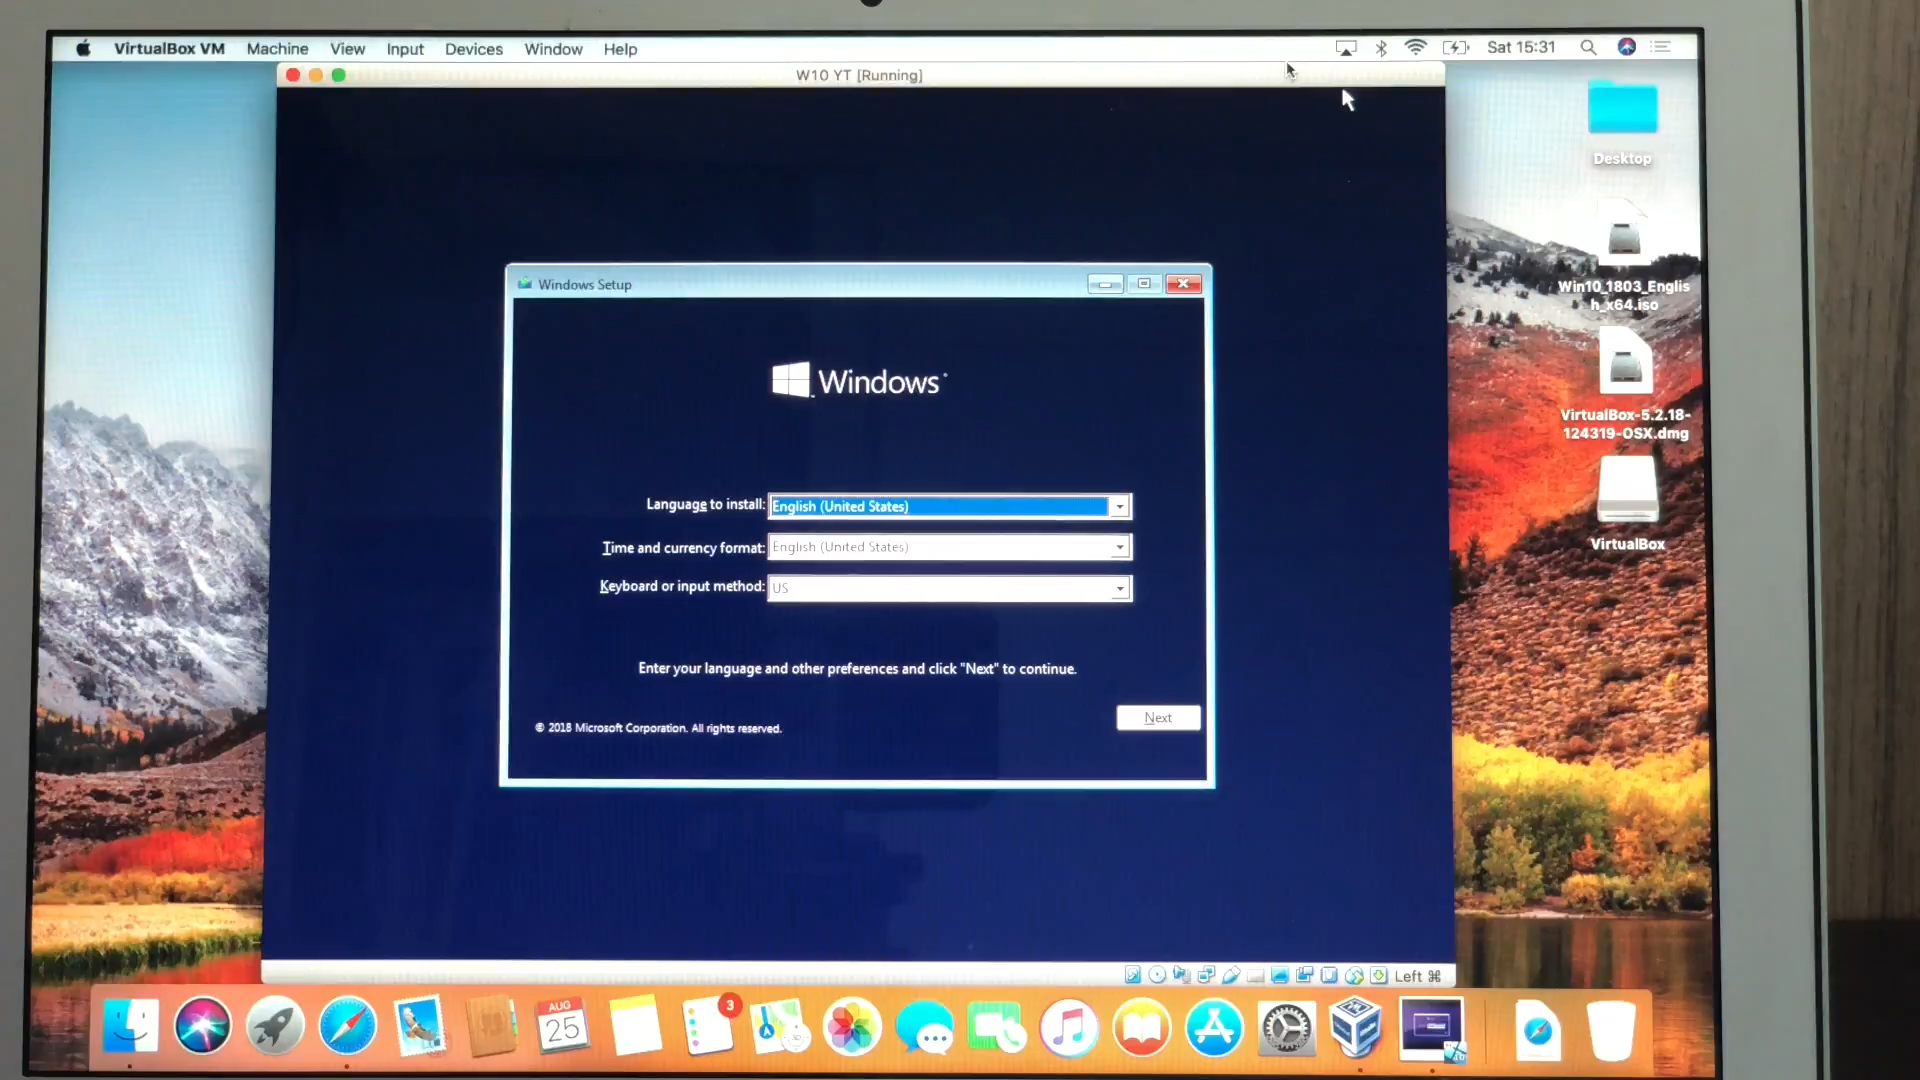 VirtualBox VM Machine View Input Devices Window Help Sat 15:31
W10 YT [Running]
Desktop
Win10_1803_Englis
h_x64.iso
VirtualBox-5.2.18-
124319-OSX.dmg
VirtualBox
Windows Setup
Windows
Language to install: English (United States)
Time and currency format: English (United States)
Keyboard or input method: US
Enter your language and other preferences and click "Next" to continue.
Next
© 2018 Microsoft Corporation. All rights reserved.
Left ⌘
AUG
25
3